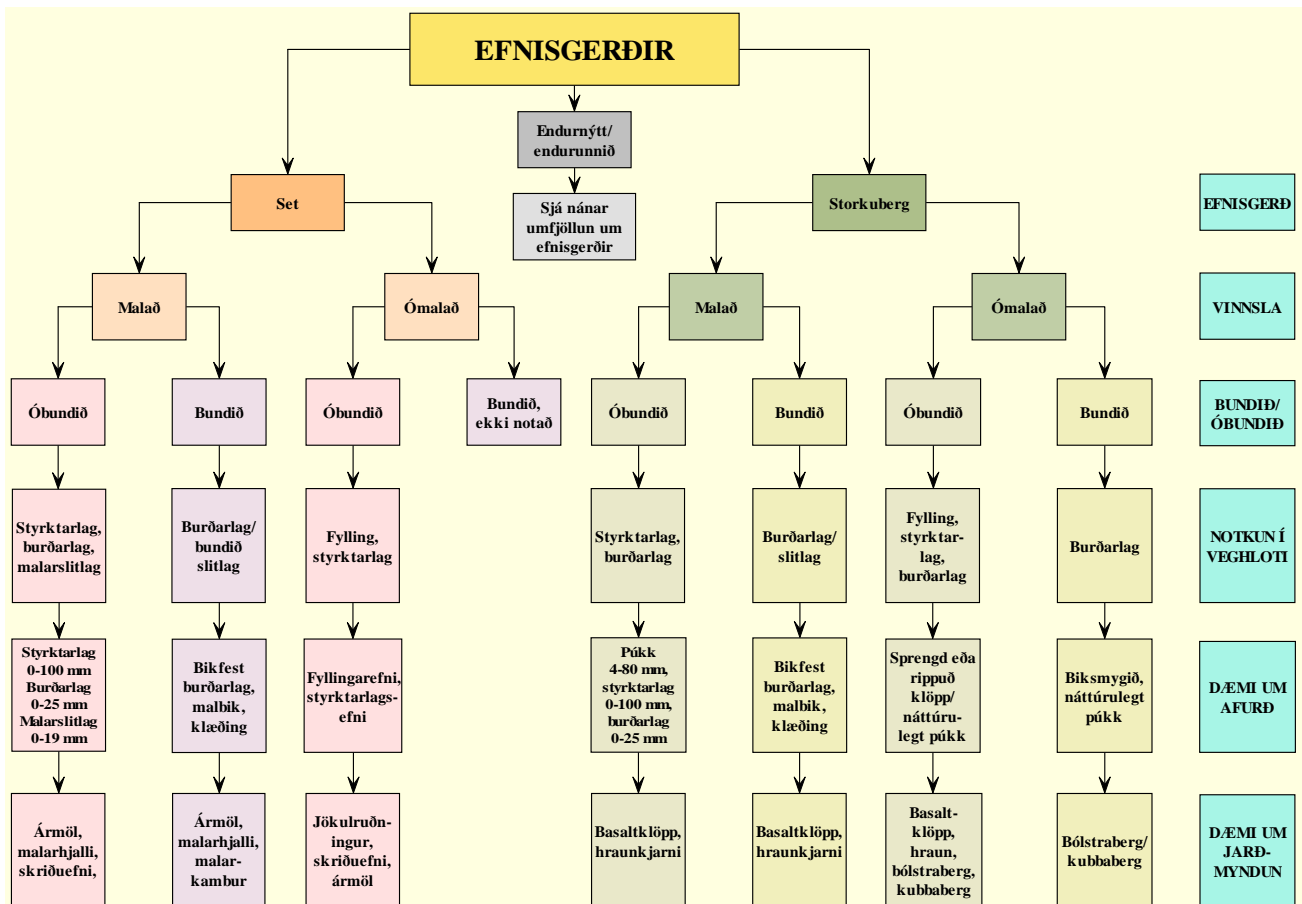 EFNISGERÐIR
Endurnýtt/
endurunnið
Sjá nánar
umfjöllun um
efnisgerðir
Set
Storkuberg
EFNISGERÐ
Malað
Ómalað
Malað
Ómalað
VINNSLA
Óbundið
Bundið
Óbundið
Bundið,
ekki notað
Óbundið
Bundið
Óbundið
Bundið
BUNDIÐ/
ÓBUNDIÐ
Styrktarlag,
burðarlag,
malarslitlag
Burðarlag/
bundið
slitlag
Fylling,
styrktarlag
Styrktarlag,
burðarlag
Burðarlag/
slitlag
Fylling,
styrktar-
lag,
burðarlag
Burðarlag
NOTKUN Í
VEGHLOTI
Styrktarlag
0-100 mm
Burðarlag
0-25 mm
Malarslitlag
0-19 mm
Bikfest
burðarlag,
malbik,
klæðing
Fyllingarefni,
styrktarlags-
efni
Púkk
4-80 mm,
styrktarlag
0-100 mm,
burðarlag
0-25 mm
Bikfest
burðarlag,
malbik,
klæðing
Sprengd eða
rippuð
klöpp/
náttúru-
legt púkk
Biksmygið,
náttúrulegt
púkk
DÆMI UM
AFURÐ
Ármöl,
malarhjalli,
skriðuefni,
Ármöl,
malarhjalli,
malar-
kambur
Jökulruðn-
ingur,
skriðuefni,
ármöl
Basaltklöpp,
hraunkjarni
Basaltklöpp,
hraunkjarni
Basalt-
klöpp,
hraun,
bólstraberg,
kubbaberg
Bólstraberg/
kubbaberg
DÆMI UM
JARÐ-
MYNDUN